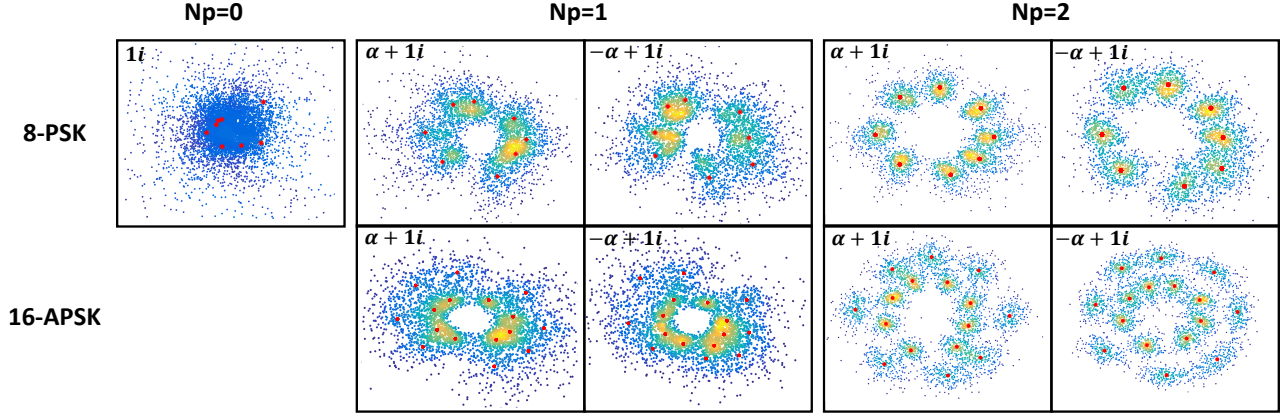 Np=0
Np=1
Np=2
8-PSK
1i
α + 1i
−α + 1i
α + 1i
−α + 1i
16-APSK
α + 1i
−α + 1i
α + 1i
−α + 1i